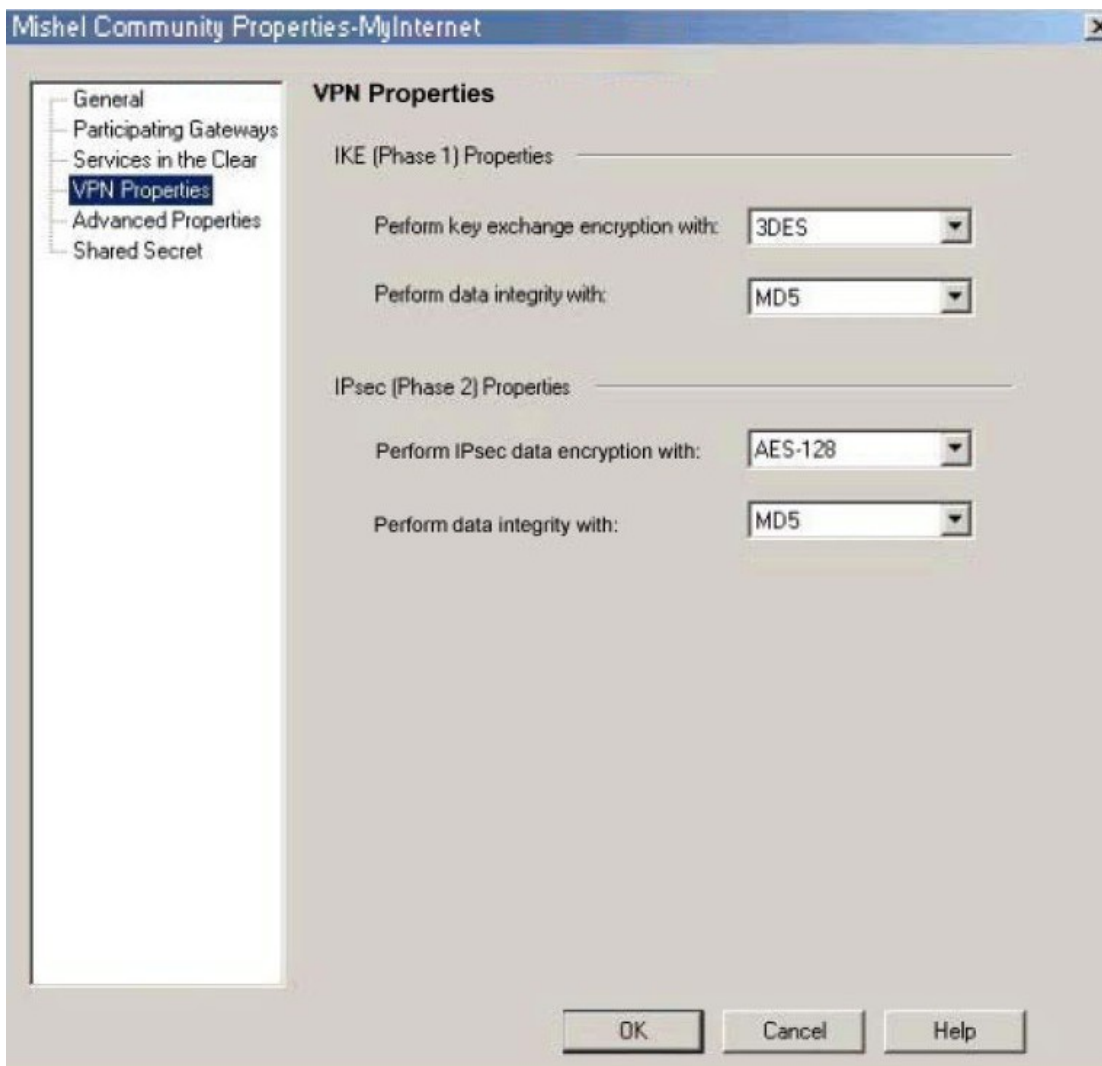 Mishel Community Properties-MyInternet
General
Participating Gateways
Services in the Clear
VPN Properties
Advanced Properties
Shared Secret
VPN Properties
IKE (Phase 1) Properties
Perform key exchange encryption with: 3DES
Perform data integrity with: MD5
IPsec (Phase 2) Properties
Perform IPsec data encryption with: AES-128
Perform data integrity with: MD5
OK Cancel Help